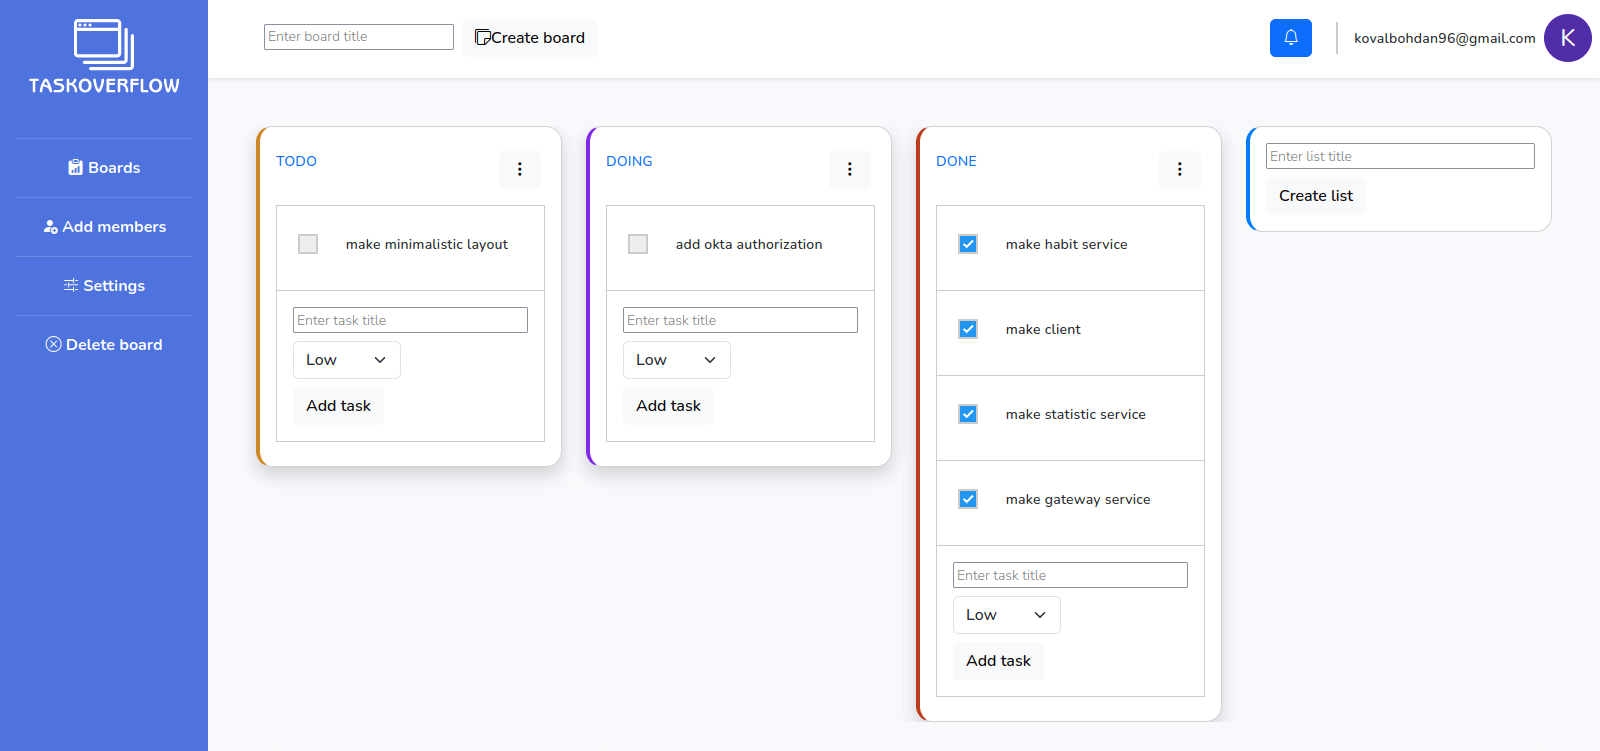 TASKOVERFLOW
Boards
Add members
Settings
Delete board
Enter board title
Create board
kovalbohdan96@gmail.com
K
TODO
make minimalistic layout
Enter task title
Low
Add task
DOING
add okta authorization
Enter task title
Low
Add task
DONE
make habit service
make client
make statistic service
make gateway service
Enter task title
Low
Add task
Enter list title
Create list